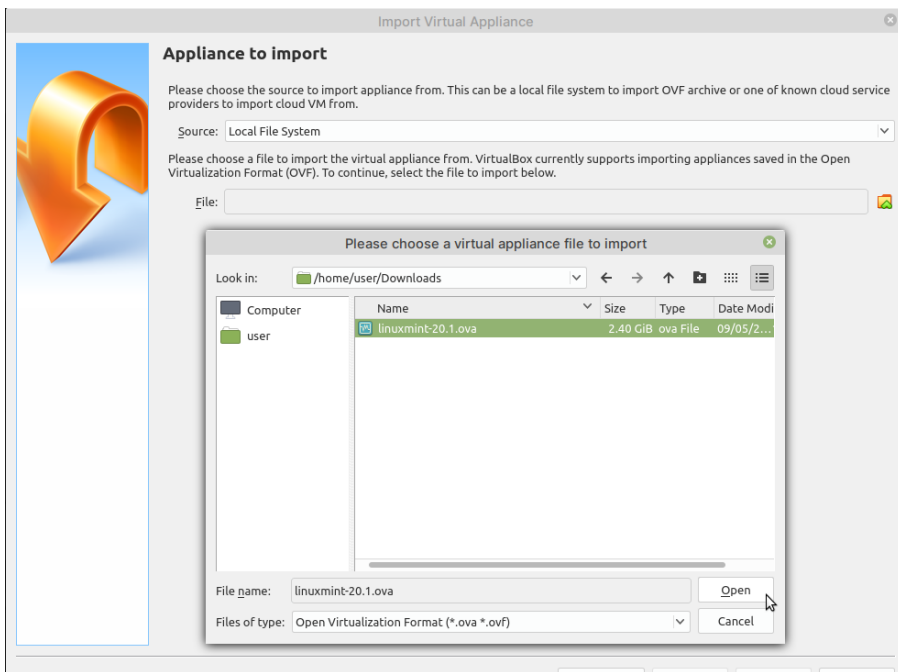 Import Virtual Appliance
Appliance to import
Please choose the source to import appliance from. This can be a local file system to import OVF archive or one of known cloud service
providers to import cloud VM from.
Source: Local File System
Please choose a file to import the virtual appliance from. VirtualBox currently supports importing appliances saved in the Open
Virtualization Format (OVF). To continue, select the file to import below.
File:
Please choose a virtual appliance file to import
Look in: /home/user/Downloads
Computer
user
Name Size Type Date Modi
linuxmint-20.1.ova 2.40 GiB ova File 09/05/2...
File name: linuxmint-20.1.ova Open
Files of type: Open Virtualization Format (*.ova *.ovf) Cancel